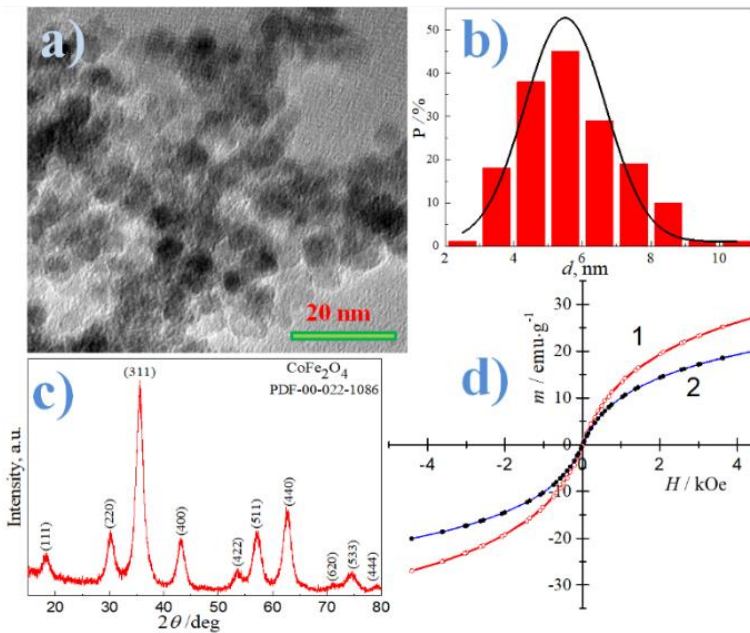 a)
20 nm
b)
P /%
50
40
30
20
10
0
2 4 6 8 10
d, nm
c)
CoFe2O4
PDF-00-022-1086
(111)
(220)
(311)
(400)
(422)
(511)
(440)
(620)
(533)
(444)
Intensity, a.u.
20 30 40 50 60 70 80
2θ /deg
d)
m / emu·g-1
30
20
10
0
-10
-20
-30
-4 -2 0 2 4
H / kOe
1
2